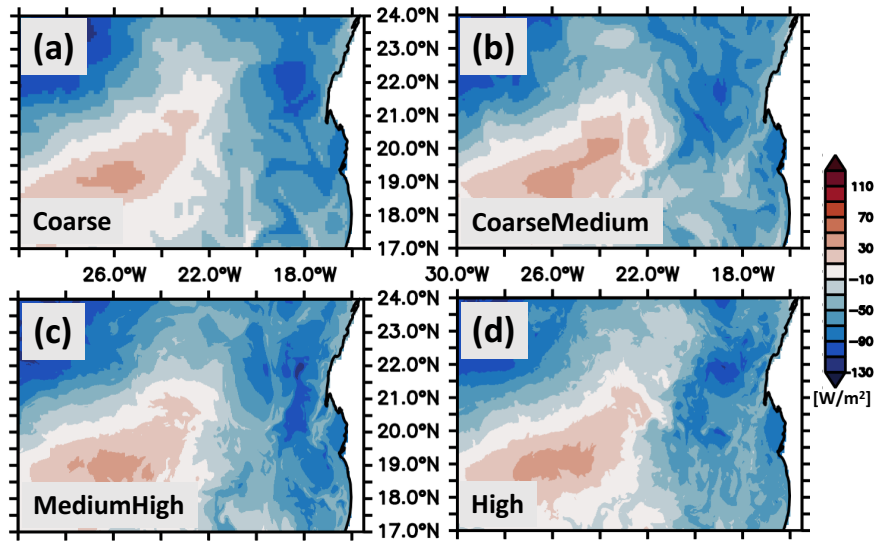 (a)
Coarse
24.0°N
23.0°N
22.0°N
21.0°N
20.0°N
19.0°N
18.0°N
17.0°N
(b)
CoarseMedium
26.0°W 22.0°W 18.0°W
30.0°W 26.0°W 22.0°W 18.0°W
(c)
MediumHigh
24.0°N
23.0°N
22.0°N
21.0°N
20.0°N
19.0°N
18.0°N
17.0°N
(d)
High
110
70
30
-10
-50
-90
-130
[W/m²]